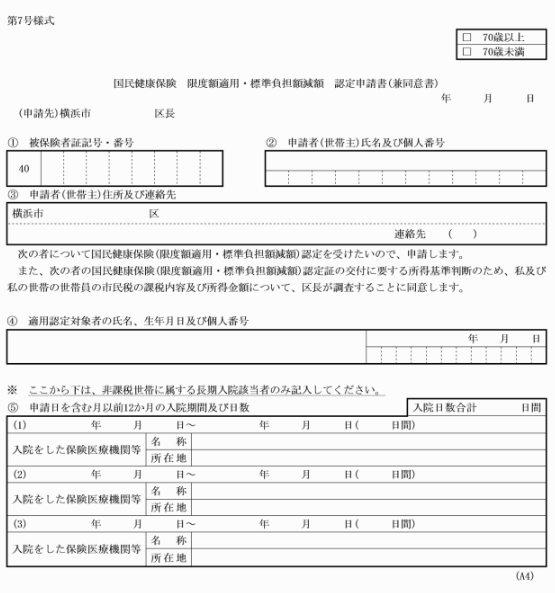 第7号様式
□ 70歳以上
□ 70歳未満
国民健康保険 限度額適用・標準負担額減額 認定申請書(兼同意書)
年 月 日
(申請先)横浜市 区長
① 被保険者証記号・番号
② 申請者(世帯主)氏名及び個人番号
40
③ 申請者(世帯主)住所及び連絡先
横浜市 区
連絡先 ( )
次の者について国民健康保険(限度額適用・標準負担額減額)認定を受けたいので、申請します。
また、次の者の国民健康保険(限度額適用・標準負担額減額)認定証の交付に要する所得基準判断のため、私及び
私の世帯の世帯員の市民税の課税内容及び所得金額について、区長が調査することに同意します。
④ 適用認定対象者の氏名、生年月日及び個人番号
年 月 日
※ ここから下は、非課税世帯に属する長期入院該当者のみ記入してください。
⑤ 申請日を含む月以前12か月の入院期間及び日数
入院日数合計 日間
(1) 年 月 日～ 年 月 日( 日間)
入院をした保険医療機関等
名 称
所在地
(2) 年 月 日～ 年 月 日( 日間)
入院をした保険医療機関等
名 称
所在地
(3) 年 月 日～ 年 月 日( 日間)
入院をした保険医療機関等
名 称
所在地
(A4)